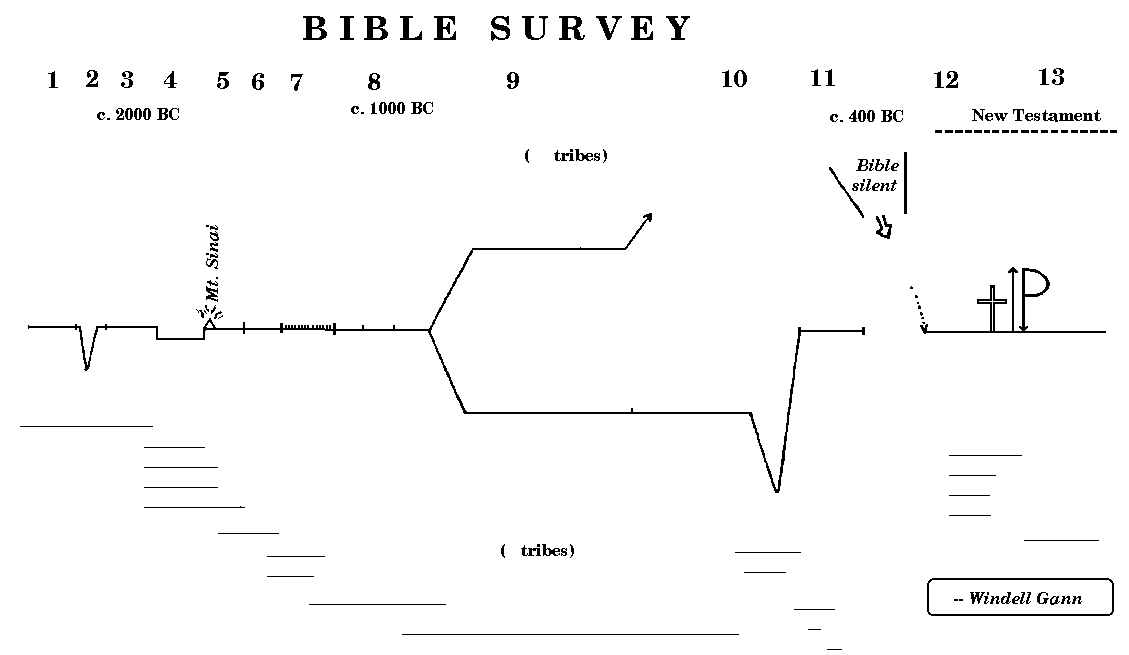 BIBLE SURVEY
1 2 3 4 5 6 7 8 9 10 11 12 13
c. 2000 BC c. 1000 BC c. 400 BC New Testament
( tribes)
Bible
silent
Mt. Sinai
P
( tribes)
-- Windell Gann